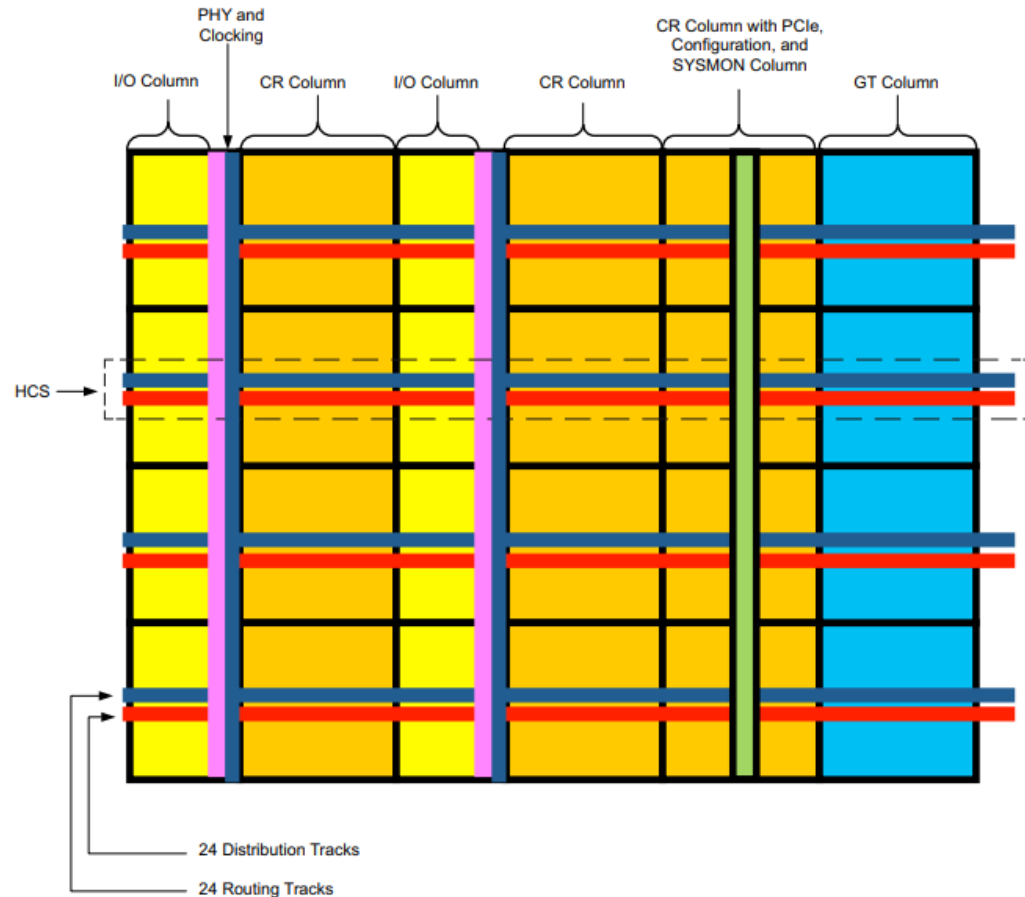 PHY and
Clocking
CR Column with PCIe,
Configuration, and
SYSMON Column
I/O Column
CR Column
I/O Column
CR Column
GT Column
HCS
24 Distribution Tracks
24 Routing Tracks